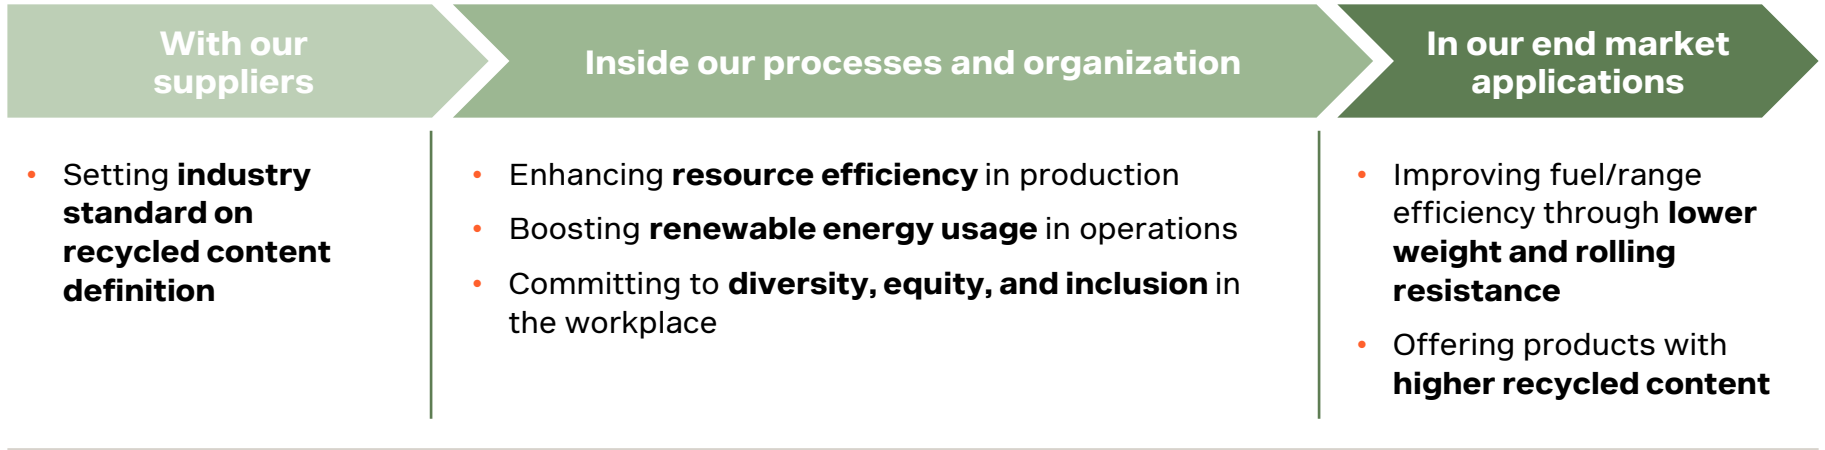 With our
suppliers
Inside our processes and organization
In our end market
applications
• Setting industry
standard on
recycled content
definition
• Enhancing resource efficiency in production
• Boosting renewable energy usage in operations
• Committing to diversity, equity, and inclusion in
the workplace
• Improving fuel/range
efficiency through lower
weight and rolling
resistance
• Offering products with
higher recycled content